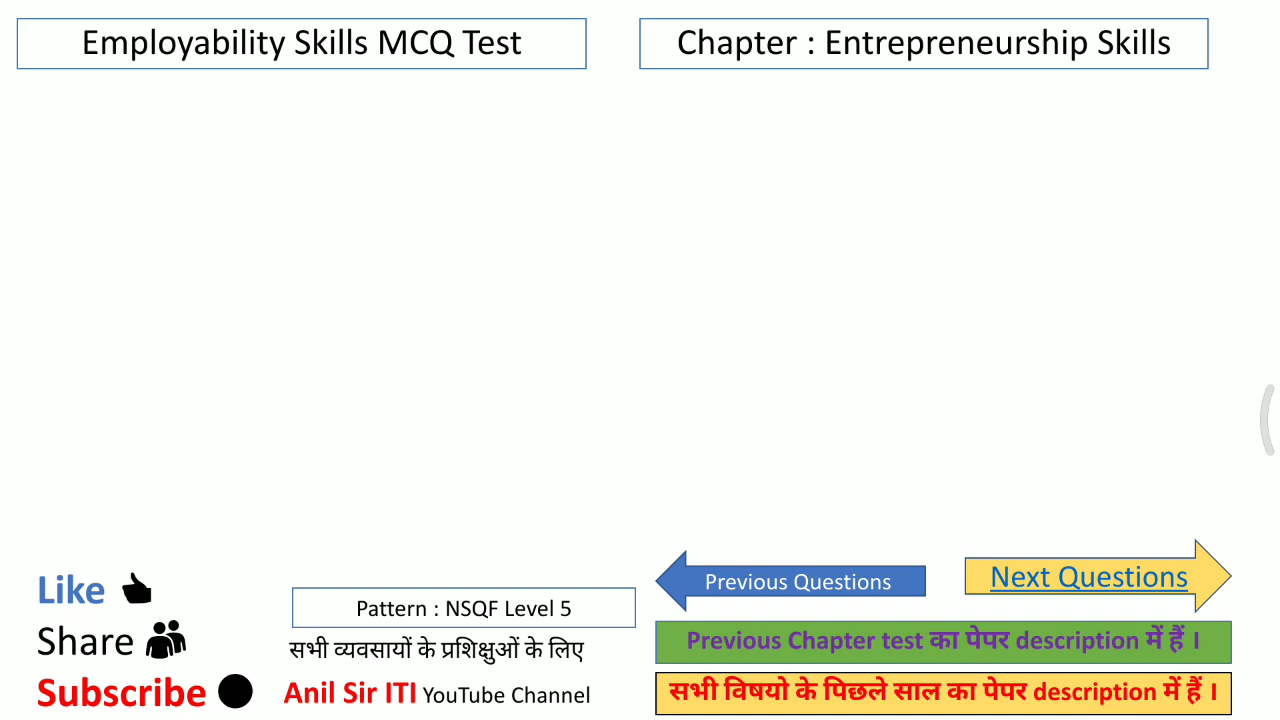 Employability Skills MCQ Test
Chapter : Entrepreneurship Skills
Previous Questions
Next Questions
Like
Share
Subscribe
Pattern : NSQF Level 5
सभी व्यवसायों के प्रशिक्षुओं के लिए
Anil Sir ITI YouTube Channel
Previous Chapter test का पेपर description में हैं ।
सभी विषयो के पिछले साल का पेपर description में हैं ।